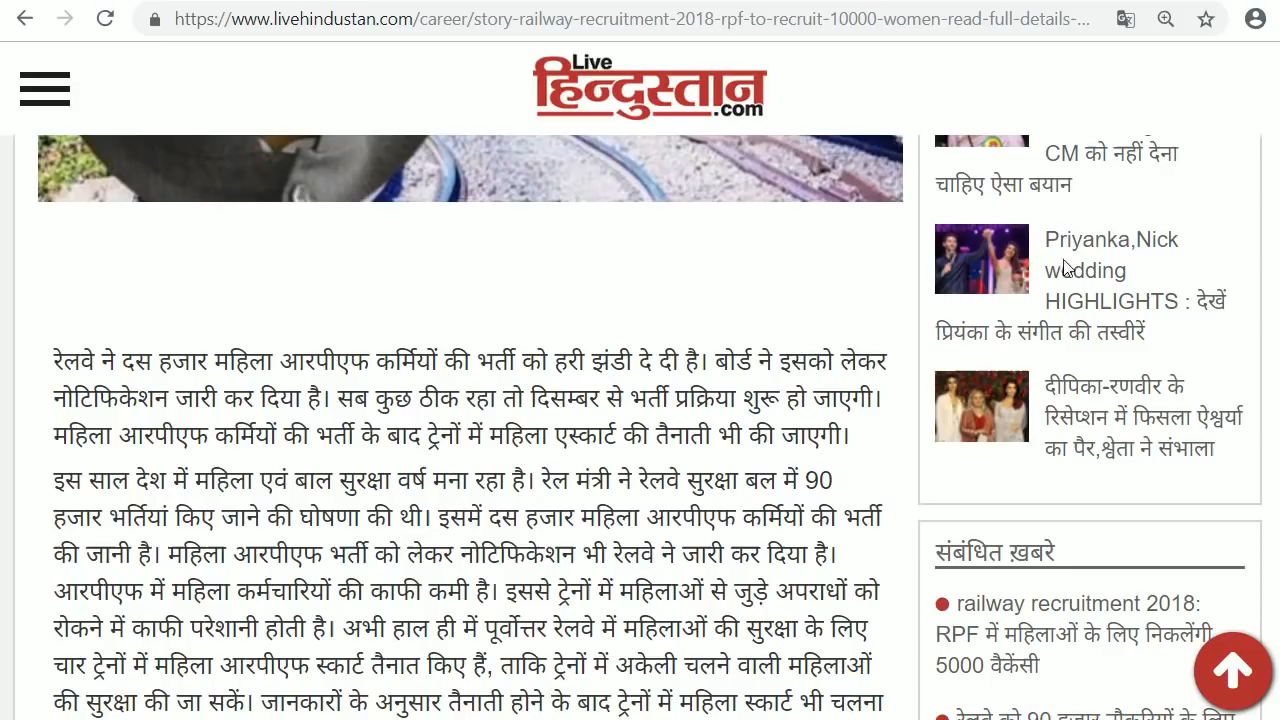 https://www.livehindustan.com/career/story-railway-recruitment-2018-rpf-to-recruit-10000-women-read-full-details-...
Live
हिन्दुस्तान
.com
रेलवे ने दस हजार महिला आरपीएफ कर्मियों की भर्ती को हरी झंडी दे दी है। बोर्ड ने इसको लेकर
नोटिफिकेशन जारी कर दिया है। सब कुछ ठीक रहा तो दिसम्बर से भर्ती प्रक्रिया शुरू हो जाएगी।
महिला आरपीएफ कर्मियों की भर्ती के बाद ट्रेनों में महिला एस्कार्ट की तैनाती भी की जाएगी।
इस साल देश में महिला एवं बाल सुरक्षा वर्ष मना रहा है। रेल मंत्री ने रेलवे सुरक्षा बल में 90
हजार भर्तियां किए जाने की घोषणा की थी। इसमें दस हजार महिला आरपीएफ कर्मियों की भर्ती
की जानी है। महिला आरपीएफ भर्ती को लेकर नोटिफिकेशन भी रेलवे ने जारी कर दिया है।
आरपीएफ में महिला कर्मचारियों की काफी कमी है। इससे ट्रेनों में महिलाओं से जुड़े अपराधों को
रोकने में काफी परेशानी होती है। अभी हाल ही में पूर्वोत्तर रेलवे में महिलाओं की सुरक्षा के लिए
चार ट्रेनों में महिला आरपीएफ स्कार्ट तैनात किए हैं, ताकि ट्रेनों में अकेली चलने वाली महिलाओं
की सुरक्षा की जा सकें। जानकारों के अनुसार तैनाती होने के बाद ट्रेनों में महिला स्कार्ट भी चलना
CM को नहीं देना
चाहिए ऐसा बयान
Priyanka,Nick
wedding
HIGHLIGHTS : देखें
प्रियंका के संगीत की तस्वीरें
दीपिका-रणवीर के
रिसेप्शन में फिसला ऐश्वर्या
का पैर,श्वेता ने संभाला
संबंधित ख़बरे
railway recruitment 2018:
RPF में महिलाओं के लिए निकलेंगी
5000 वैकेंसी
रेलवे को 90 हजार नौकरियों के लिए